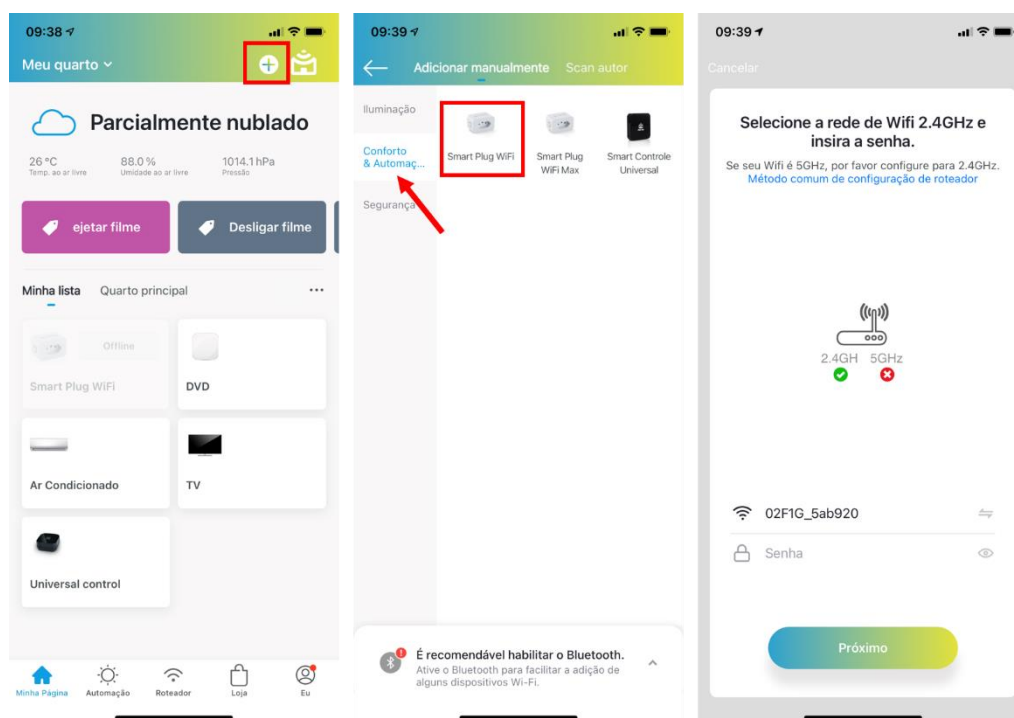 09:38
Meu quarto
Parcialmente nublado
26 °C
88.0 %
1014.1 hPa
Temp. ao ar livre
Umidade ao ar livre
Pressão
ejetar filme
Desligar filme
Minha lista
Quarto principal
Offline
Smart Plug WiFi
DVD
Ar Condicionado
TV
Universal control
Minha Página
Automação
Roteador
Loja
Eu
09:39
Adicionar manualmente
Scan autor
Iluminação
Conforto
& Automaç...
Segurança
Smart Plug WiFi
Smart Plug
WiFi Max
Smart Controle
Universal
É recomendável habilitar o Bluetooth.
Ative o Bluetooth para facilitar a adição de
alguns dispositivos Wi-Fi.
09:39
Cancelar
Selecione a rede de Wifi 2.4GHz e
insira a senha.
Se seu Wifi é 5GHz, por favor configure para 2.4GHz.
Método comum de configuração de roteador
2.4GH 5GHz
02F1G_5ab920
Senha
Próximo